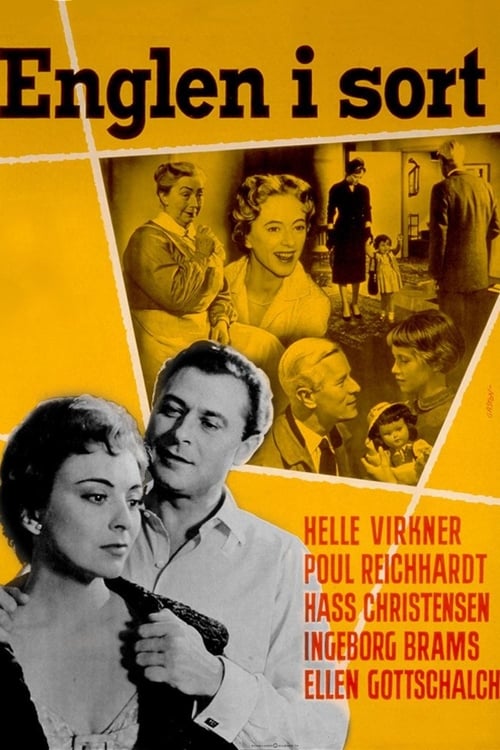 Englen i sort
HELLE VIRKNER
POUL REICHHARDT
HASS CHRISTENSEN
INGEBORG BRAMS
ELLEN GOTTSCHALCH